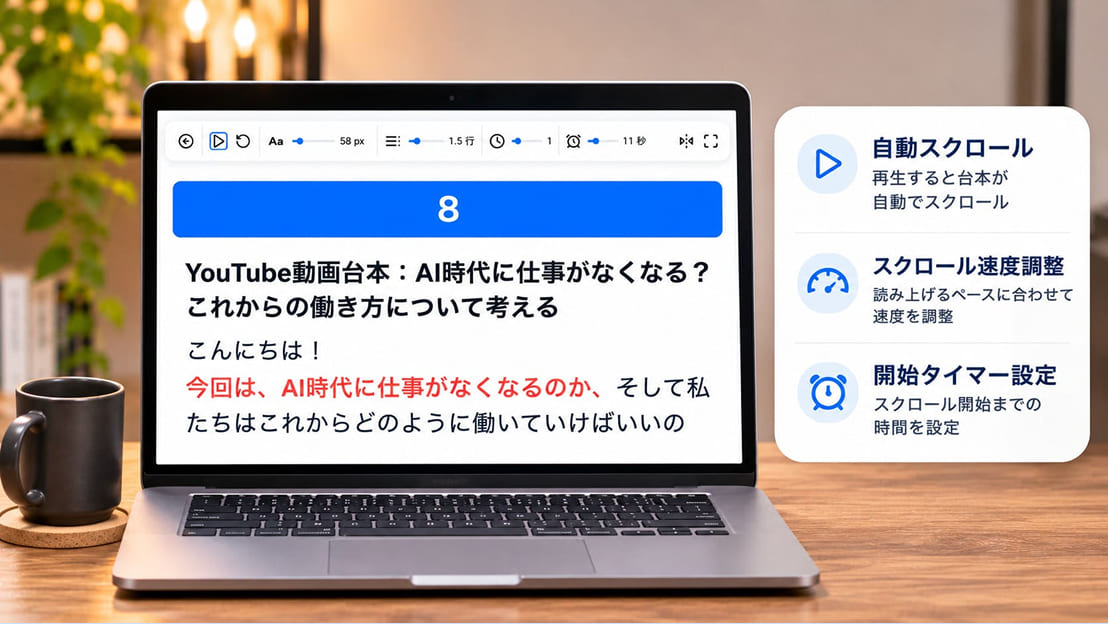 Aa 58 px 1.5 行 1 11 秒
8
YouTube動画台本：AI時代に仕事がなくなる？
これからの働き方について考える
こんにちは！
今回は、AI時代に仕事がなくなるのか、そして私
たちはこれからどのように働いていけばいいの
自動スクロール
再生すると台本が
自動でスクロール
スクロール速度調整
読み上げるペースに合わせて
速度を調整
開始タイマー設定
スクロール開始までの
時間を設定